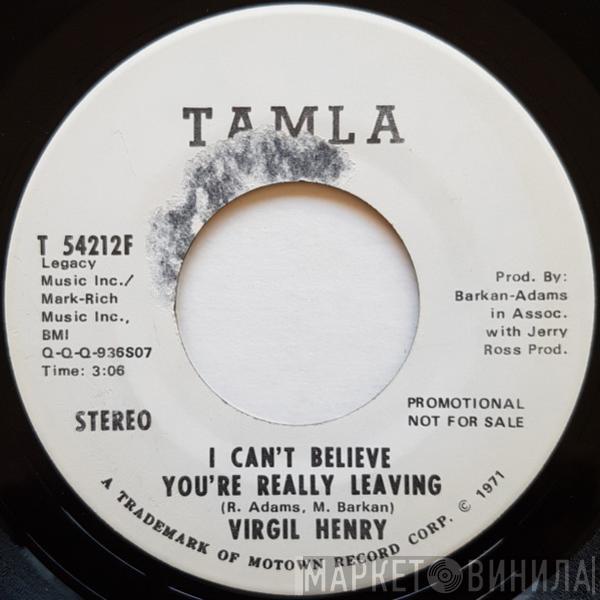 TAMLA
T 54212F
Legacy
Music Inc./
Mark-Rich
Music Inc.,
BMI
Q-Q-Q-936S07
Time: 3:06
STEREO
Prod. By:
Barkan-Adams
in Assoc.
with Jerry
Ross Prod.
PROMOTIONAL
NOT FOR SALE
I CAN'T BELIEVE
YOU'RE REALLY LEAVING
(R. Adams, M. Barkan)
VIRGIL HENRY
A TRADEMARK OF MOTOWN RECORD CORP. © 1971
МАРКЕТ ВИНИЛА